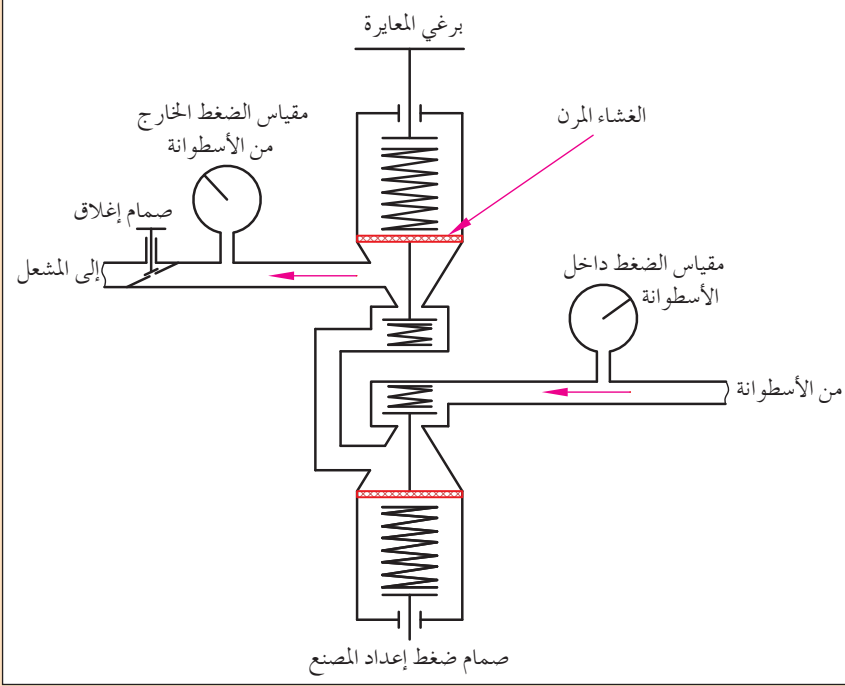 برغي المعايرة
مقياس الضغط الخارج
من الأسطوانة
الغشاء المرن
صمام إغلاق
إلى المشعل
مقياس الضغط داخل
الأسطوانة
من الأسطوانة
صمام ضغط إعداد المصنع